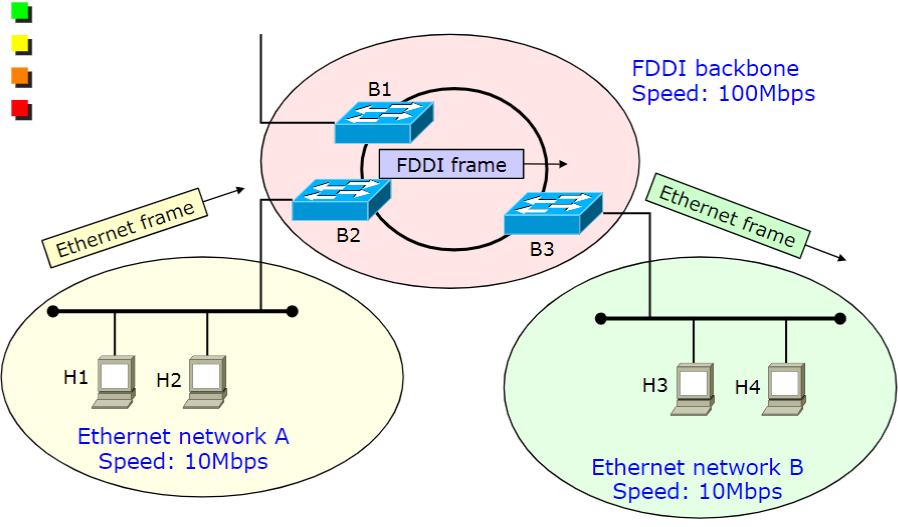 FDDI backbone
Speed: 100Mbps
B1
FDDI frame
Ethernet frame
Ethernet frame
B2
B3
H1
H2
H3
H4
Ethernet network A
Speed: 10Mbps
Ethernet network B
Speed: 10Mbps